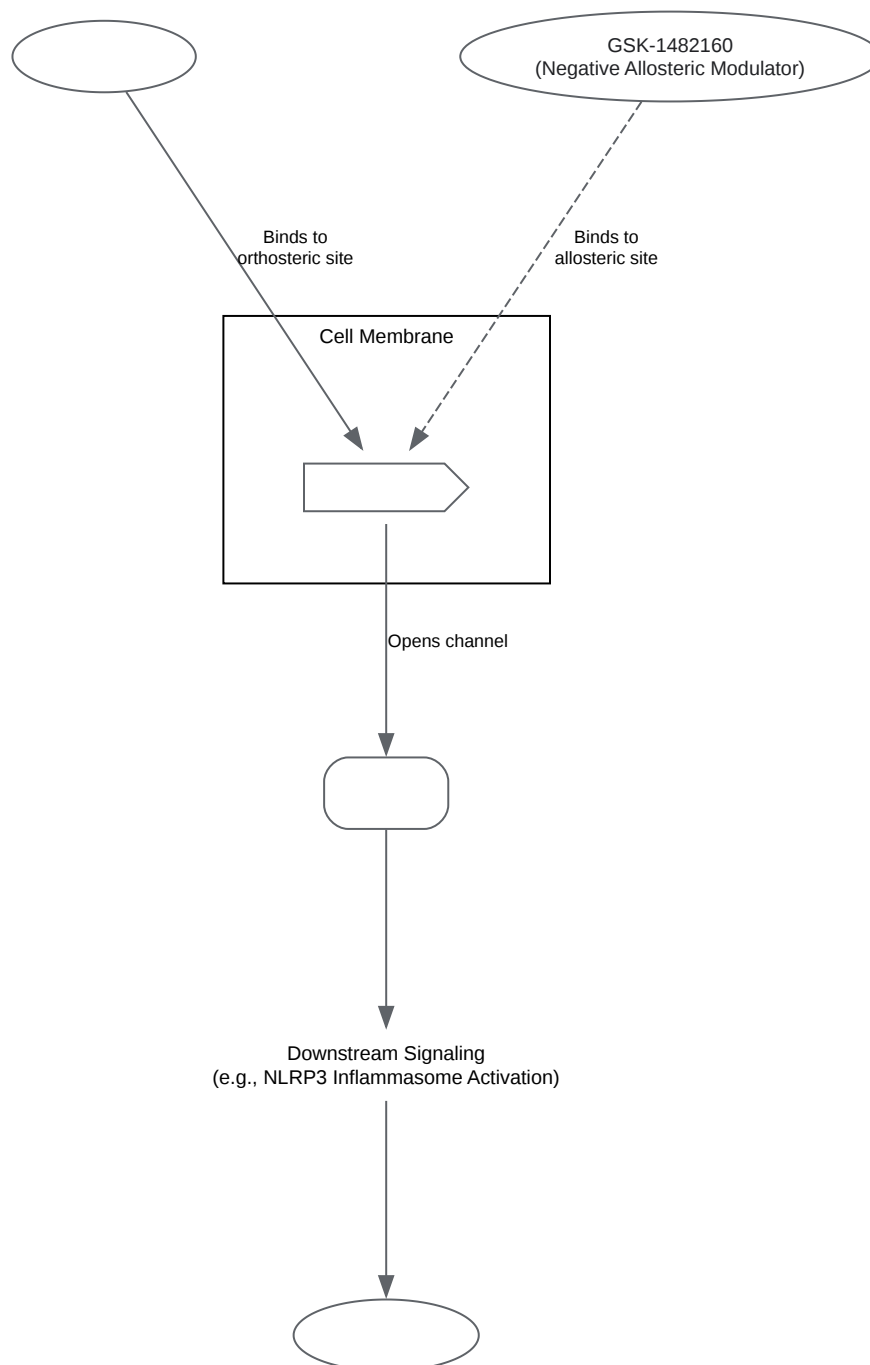 GSK-1482160
(Negative Allosteric Modulator)
Binds to
orthosteric site
Binds to
allosteric site
Cell Membrane
Opens channel
Downstream Signaling
(e.g., NLRP3 Inflammasome Activation)